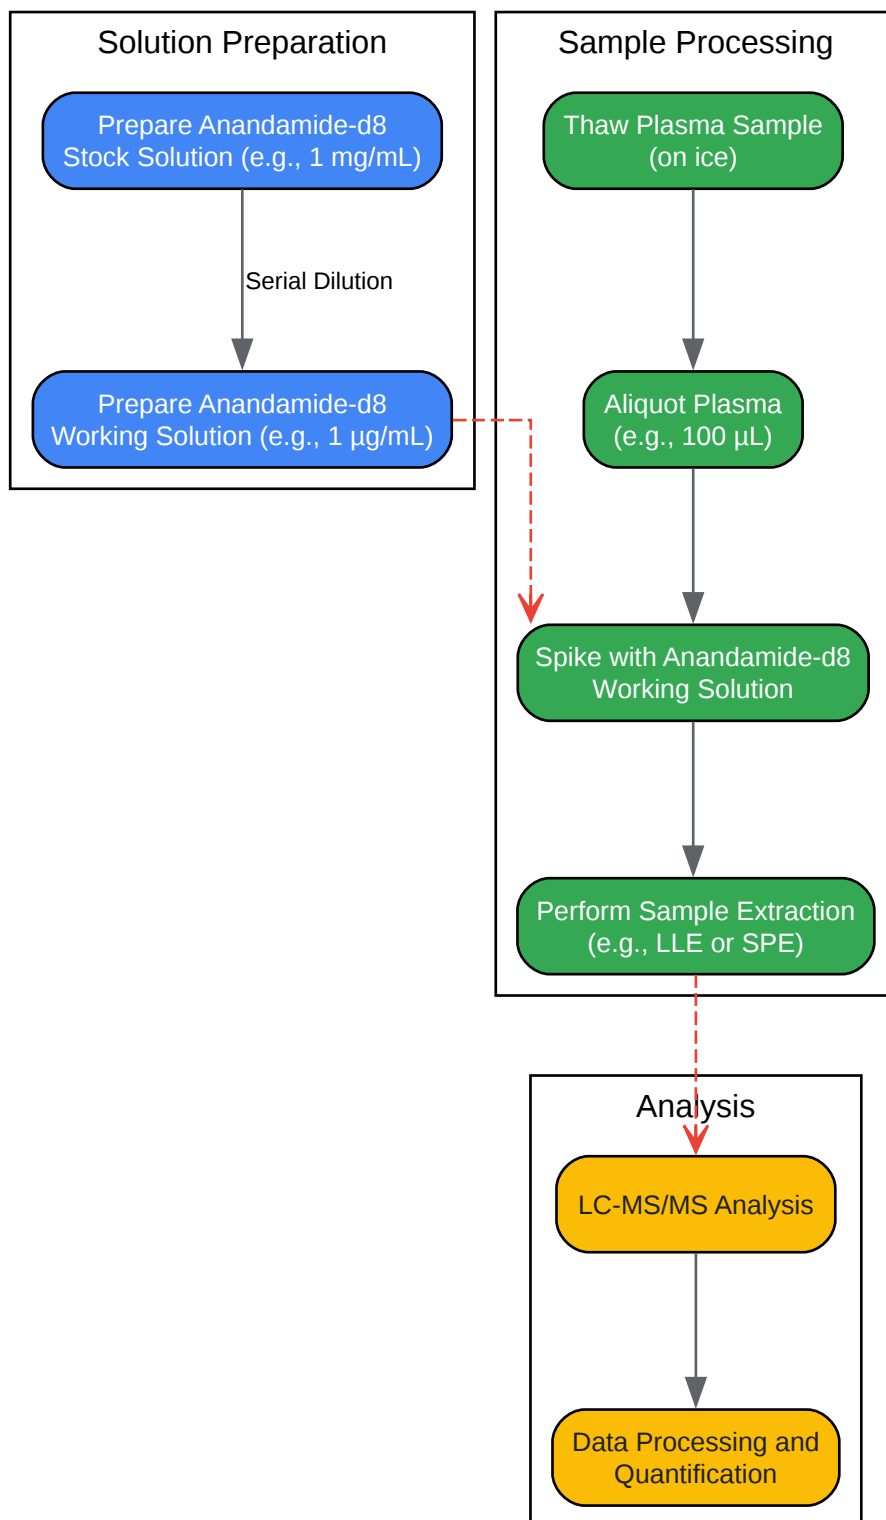 Solution Preparation
Prepare Anandamide-d8
Stock Solution (e.g., 1 mg/mL)
Serial Dilution
Prepare Anandamide-d8
Working Solution (e.g., 1 µg/mL)
Sample Processing
Thaw Plasma Sample
(on ice)
Aliquot Plasma
(e.g., 100 µL)
Spike with Anandamide-d8
Working Solution
Perform Sample Extraction
(e.g., LLE or SPE)
Analysis
LC-MS/MS Analysis
Data Processing and
Quantification